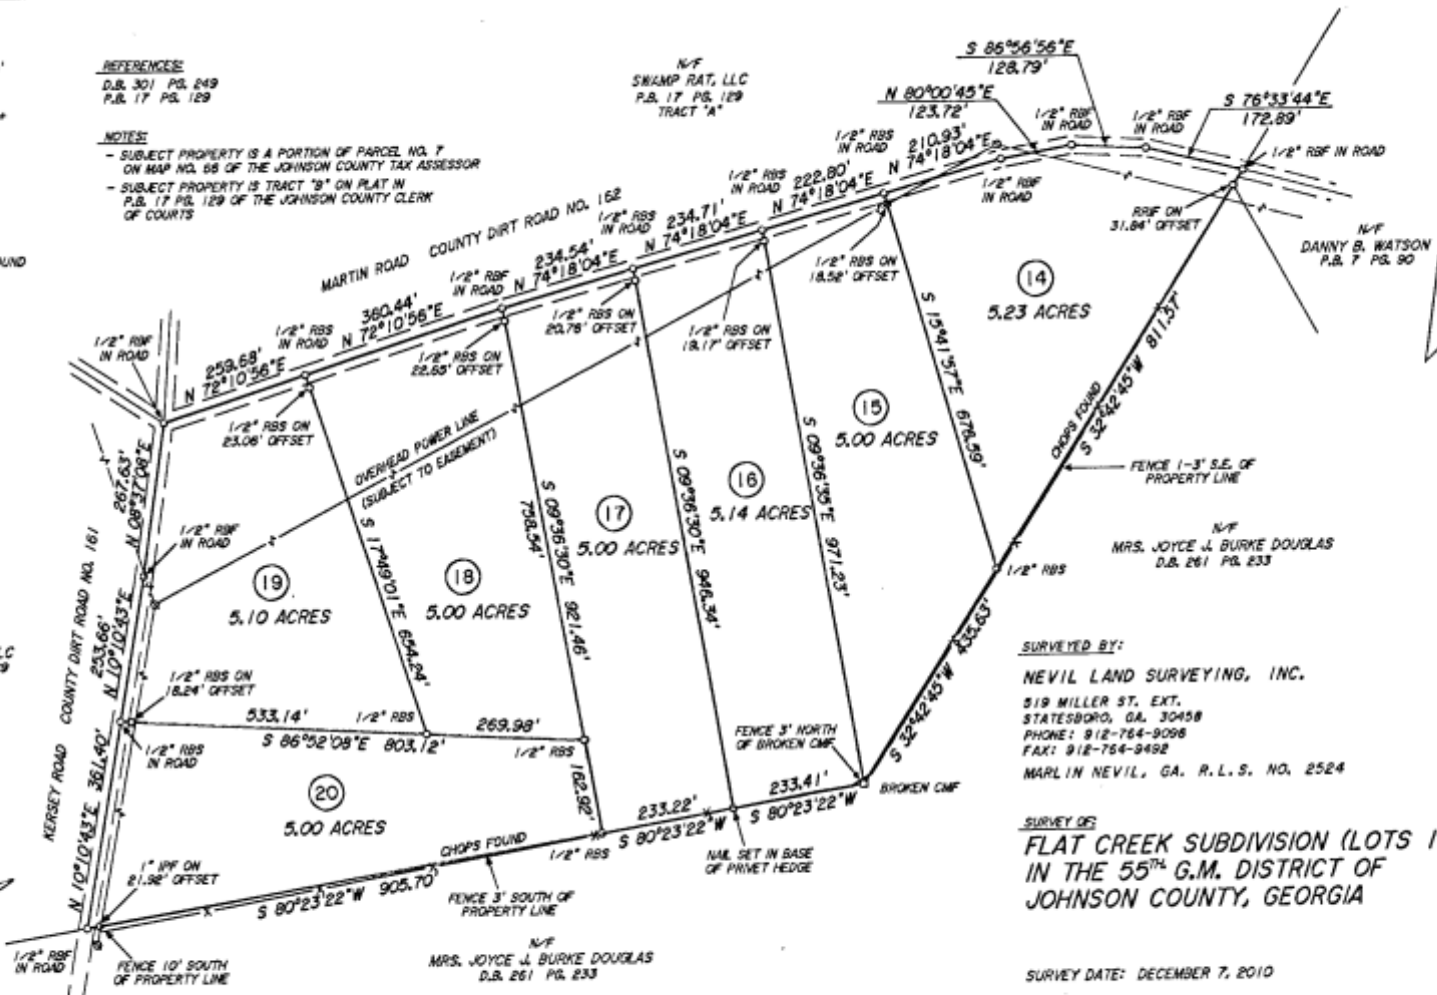 REFERENCES:
D.B. 301 PG. 249
P.B. 17 PG. 129
NOTES:
- SUBJECT PROPERTY IS A PORTION OF PARCEL NO. 7
ON MAP NO. 66 OF THE JOHNSON COUNTY TAX ASSESSOR
- SUBJECT PROPERTY IS TRACT "B" ON PLAT IN
P.B. 17 PG. 129 OF THE JOHNSON COUNTY CLERK
OF COURTS
N/F
SWAMP RAT, LLC
P.B. 17 PG. 129
TRACT "A"
S 86°56'56"E
128.79'
N 80°00'45"E
123.72'
S 76°33'44"E
172.89'
1/2" RBF
IN ROAD
1/2" RBF
IN ROAD
1/2" RBF IN ROAD
1/2" RBF
IN ROAD
1/2" RBS
IN ROAD
210.93'
N 74°18'04"E
1/2" RBS
IN ROAD
222.80'
N 74°18'04"E
1/2" RBS
IN ROAD
234.71'
N 74°18'04"E
1/2" RBF
IN ROAD
234.54'
N 74°18'04"E
MARTIN ROAD COUNTY DIRT ROAD NO. 162
1/2" RBS
IN ROAD
360.44'
N 72°10'56"E
1/2" RBF
IN ROAD
259.68'
N 72°10'56"E
RBF ON
31.84' OFFSET
N/F
DANNY B. WATSON
P.B. 7 PG. 90
UND
1/2" RBS ON
18.52' OFFSET
1/2" RBS ON
19.17' OFFSET
1/2" RBS ON
20.76' OFFSET
1/2" RBS ON
22.65' OFFSET
1/2" RBS ON
23.06' OFFSET
OVERHEAD POWER LINE
(SUBJECT TO EASEMENT)
14
5.23 ACRES
15
5.00 ACRES
16
5.14 ACRES
17
5.00 ACRES
18
5.00 ACRES
19
5.10 ACRES
20
5.00 ACRES
S 15°41'57"E 676.59'
S 09°36'35"E 971.23'
S 09°36'30"E 946.34'
S 09°36'30"E 921.46'
758.54'
162.92'
S 17°49'01"E 654.24'
CHOPS FOUND
S 32°42'45"W 811.57'
FENCE 1-3' S.E. OF
PROPERTY LINE
N/F
MRS. JOYCE J. BURKE DOUGLAS
D.B. 261 PG. 233
1/2" RBS
S 32°42'45"W 435.63'
267.63'
N 08°37'08"E
1/2" RBF
IN ROAD
KERSEY ROAD COUNTY DIRT ROAD NO. 161
253.66'
N 10°10'43"E
1/2" RBS ON
18.24' OFFSET
1/2" RBS
IN ROAD
N 10°10'43"E 361.40'
533.14'
1/2" RBS
269.98'
S 86°52'08"E 803.12'
1/2" RBS
FENCE 3' NORTH
OF BROKEN CMF
BROKEN CMF
233.41'
S 80°23'22"W
233.22'
S 80°23'22"W
1/2" RBS
NAIL SET IN BASE
OF PRIVET HEDGE
CHOPS FOUND
S 80°23'22"W 905.70'
FENCE 3' SOUTH OF
PROPERTY LINE
1" IPF ON
21.92' OFFSET
1/2" RBF
IN ROAD
FENCE 10' SOUTH
OF PROPERTY LINE
N/F
MRS. JOYCE J. BURKE DOUGLAS
D.B. 261 PG. 233
SURVEYED BY:
NEVIL LAND SURVEYING, INC.
519 MILLER ST. EXT.
STATESBORO, GA. 30458
PHONE: 912-764-9096
FAX: 912-764-9492
MARLIN NEVIL, GA. R.L.S. NO. 2524
SURVEY OF:
FLAT CREEK SUBDIVISION (LOTS 1
IN THE 55TH G.M. DISTRICT OF
JOHNSON COUNTY, GEORGIA
SURVEY DATE: DECEMBER 7, 2010